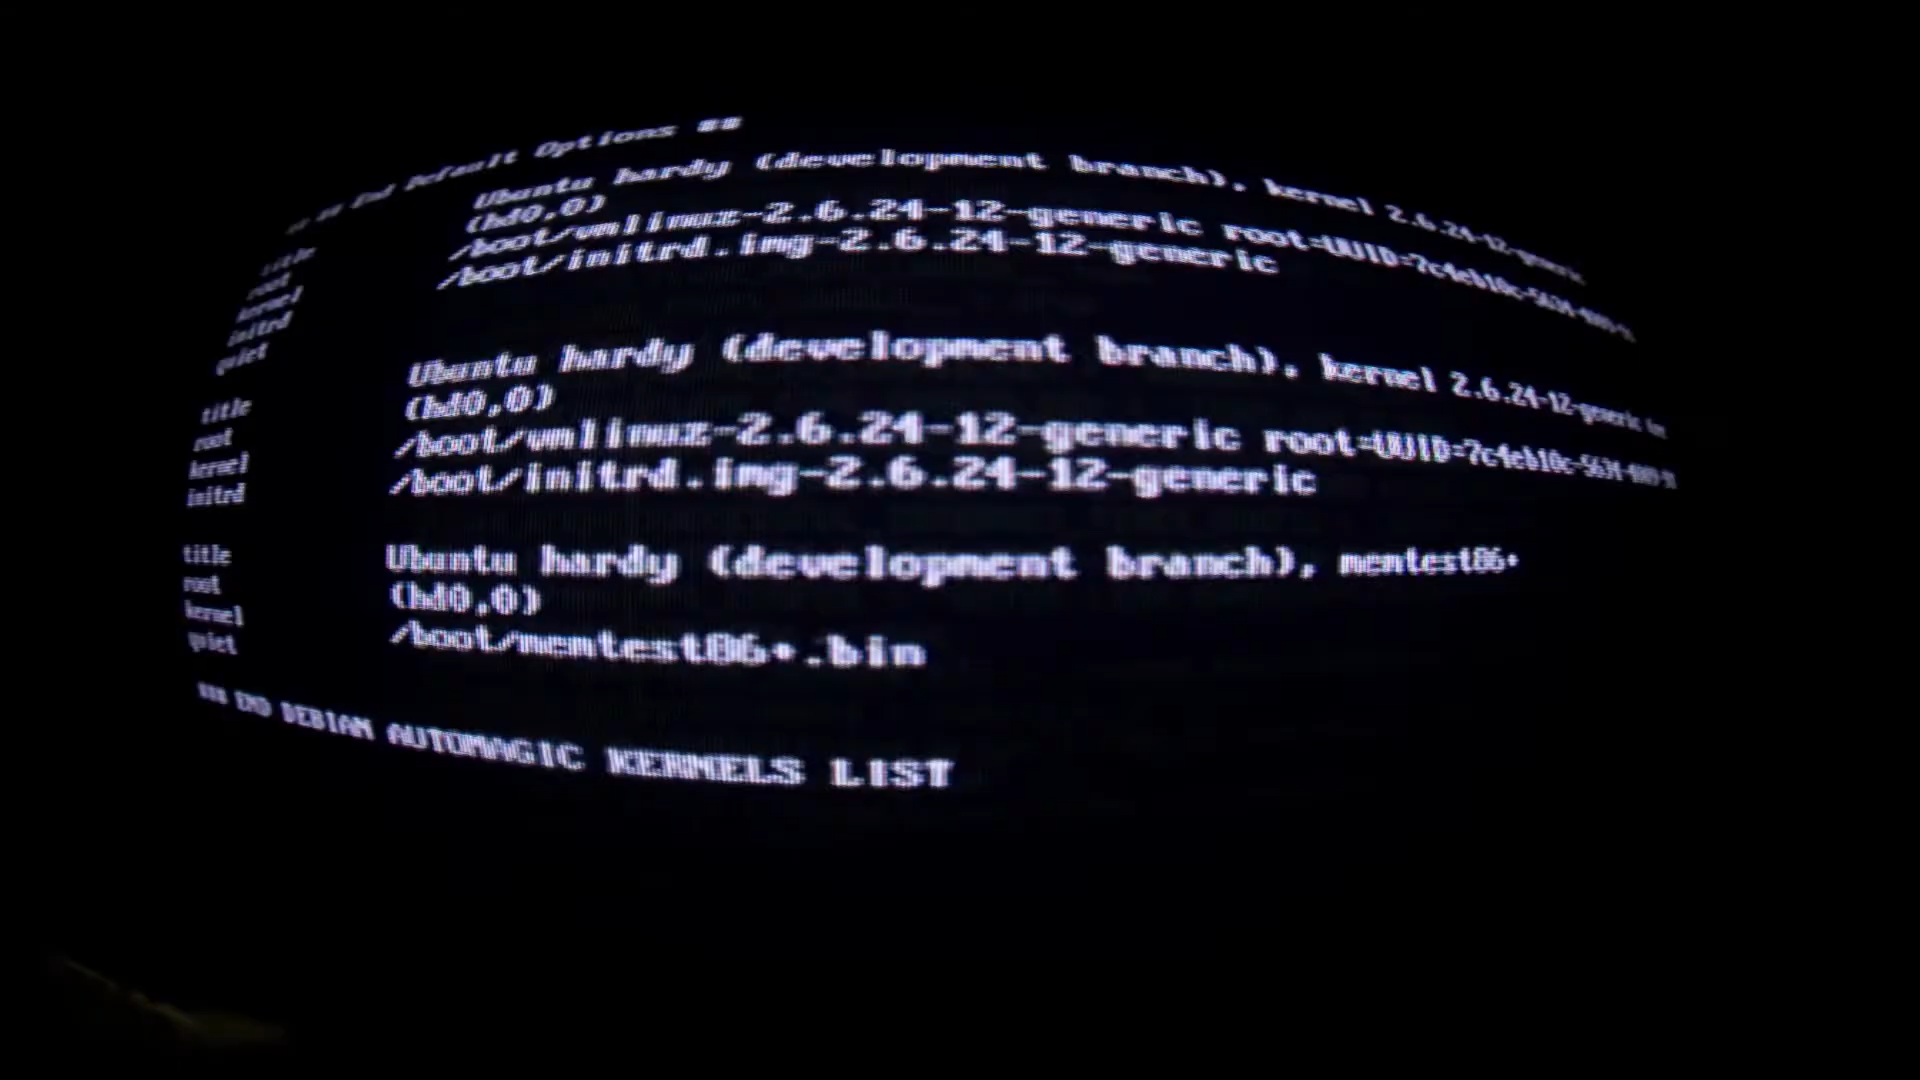 ## ## End Default Options ##
title Ubuntu hardy (development branch), kernel 2.6.24-12-generic
root (hd0,0)
kernel /boot/vmlinuz-2.6.24-12-generic root=UUID=7c4eb10c-5634-
initrd /boot/initrd.img-2.6.24-12-generic
quiet
title Ubuntu hardy (development branch), kernel 2.6.24-12-generic
root (hd0,0)
kernel /boot/vmlinuz-2.6.24-12-generic root=UUID=7c4eb10c-5634-
initrd /boot/initrd.img-2.6.24-12-generic
title Ubuntu hardy (development branch), memtest86+
root (hd0,0)
kernel /boot/memtest86+.bin
quiet
### END DEBIAN AUTOMAGIC KERNELS LIST